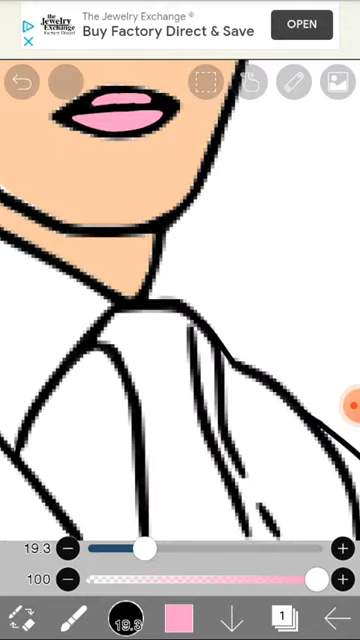 The Jewelry Exchange ®
the
Jewelry
Exchange
Factory Direct
Buy Factory Direct & Save
OPEN
19.3
100
19.3
1